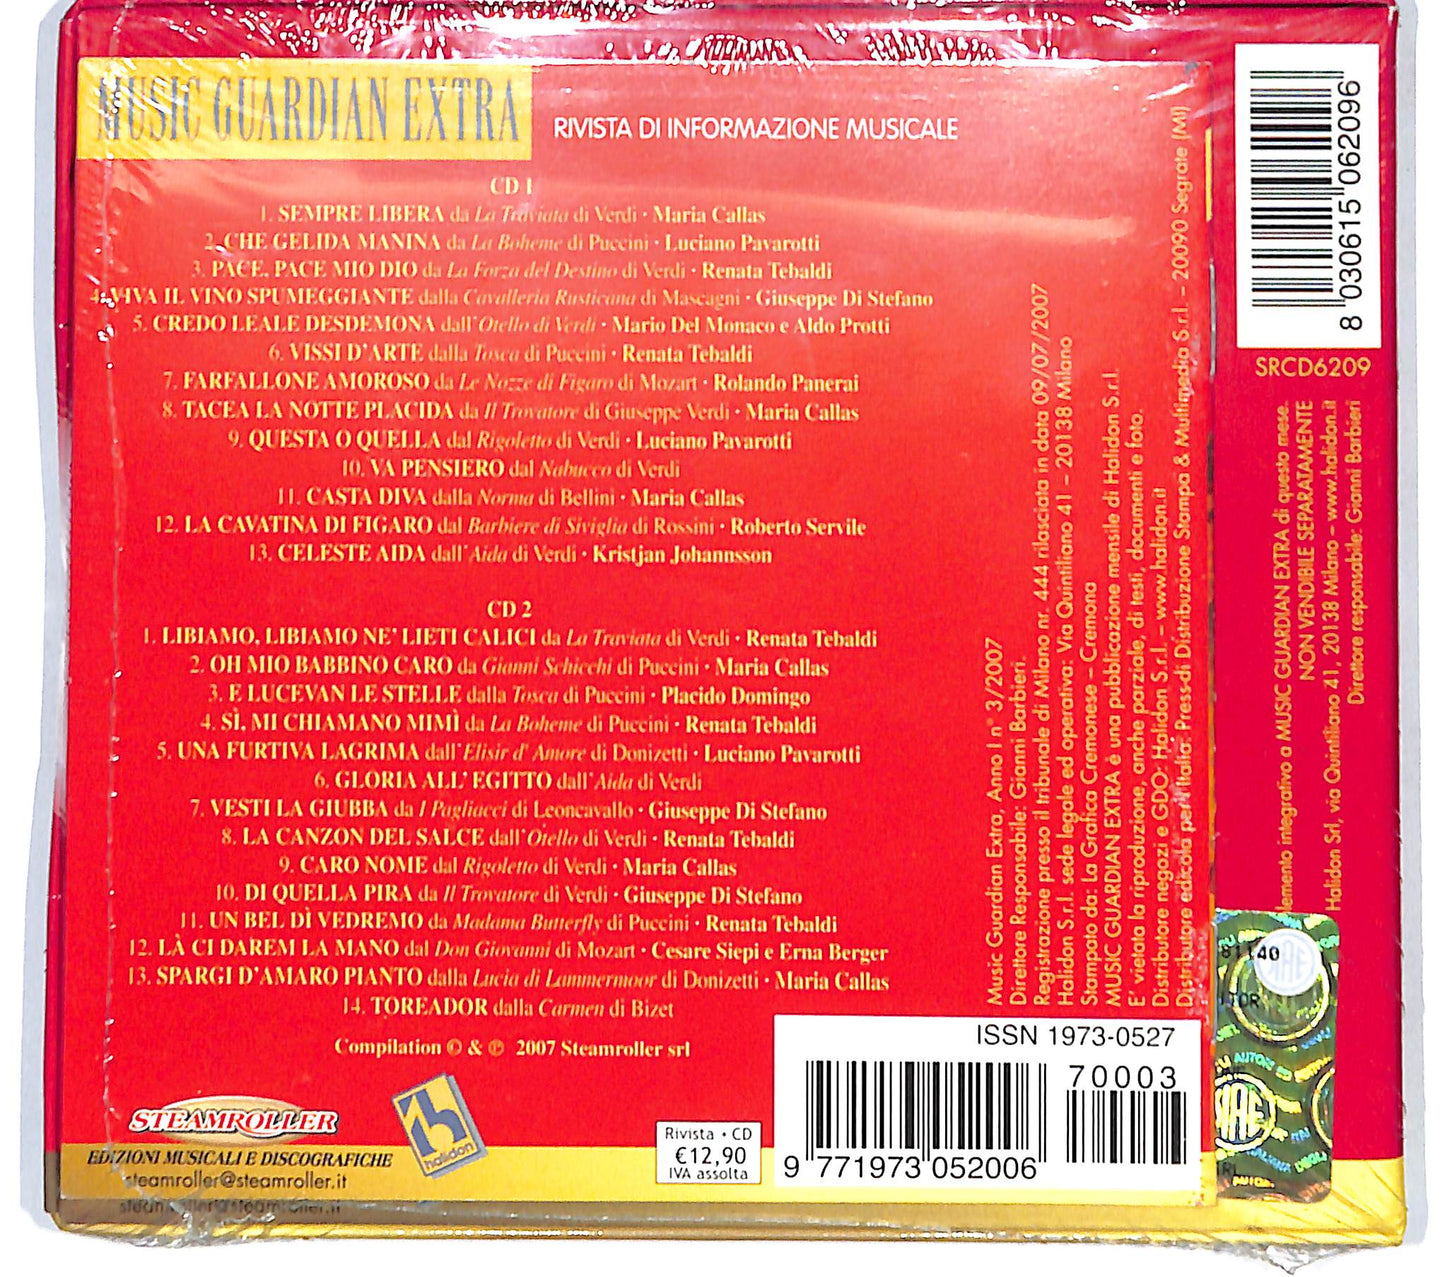 MUSIC GUARDIAN EXTRA
RIVISTA DI INFORMAZIONE MUSICALE
CD 1
1. SEMPRE LIBERA da La Traviata di Verdi · Maria Callas
2. CHE GELIDA MANINA da La Boheme di Puccini · Luciano Pavarotti
3. PACE, PACE MIO DIO da La Forza del Destino di Verdi · Renata Tebaldi
4. VIVA IL VINO SPUMEGGIANTE dalla Cavalleria Rusticana di Mascagni · Giuseppe Di Stefano
5. CREDO LEALE DESDEMONA dall'Otello di Verdi · Mario Del Monaco e Aldo Protti
6. VISSI D'ARTE dalla Tosca di Puccini · Renata Tebaldi
7. FARFALLONE AMOROSO da Le Nozze di Figaro di Mozart · Rolando Panerai
8. TACEA LA NOTTE PLACIDA da Il Trovatore di Giuseppe Verdi · Maria Callas
9. QUESTA O QUELLA dal Rigoletto di Verdi · Luciano Pavarotti
10. VA PENSIERO dal Nabucco di Verdi
11. CASTA DIVA dalla Norma di Bellini · Maria Callas
12. LA CAVATINA DI FIGARO dal Barbiere di Siviglia di Rossini · Roberto Servile
13. CELESTE AIDA dall'Aida di Verdi · Kristjan Johannsson
CD 2
1. LIBIAMO, LIBIAMO NE' LIETI CALICI da La Traviata di Verdi · Renata Tebaldi
2. OH MIO BABBINO CARO da Gianni Schicchi di Puccini · Maria Callas
3. E LUCEVAN LE STELLE dalla Tosca di Puccini · Placido Domingo
4. SÌ, MI CHIAMANO MIMÌ da La Boheme di Puccini · Renata Tebaldi
5. UNA FURTIVA LAGRIMA dall'Elisir d' Amore di Donizetti · Luciano Pavarotti
6. GLORIA ALL' EGITTO dall'Aida di Verdi
7. VESTI LA GIUBBA da I Pagliacci di Leoncavallo · Giuseppe Di Stefano
8. LA CANZON DEL SALCE dall'Otello di Verdi · Renata Tebaldi
9. CARO NOME dal Rigoletto di Verdi · Maria Callas
10. DI QUELLA PIRA da Il Trovatore di Verdi · Giuseppe Di Stefano
11. UN BEL DÌ VEDREMO da Madama Butterfly di Puccini · Renata Tebaldi
12. LÀ CI DAREM LA MANO dal Don Giovanni di Mozart · Cesare Siepi e Erna Berger
13. SPARGI D'AMARO PIANTO dalla Lucia di Lammermoor di Donizetti · Maria Callas
14. TOREADOR dalla Carmen di Bizet
Compilation © & ℗ 2007 Steamroller srl
STEAMROLLER
EDIZIONI MUSICALI E DISCOGRAFICHE
steamroller@steamroller.it
halidon
Rivista · CD
€12,90
IVA assolta
ISSN 1973-0527
70003
9 771973 052006
Music Guardian Extra, Anno I n° 3/2007
Direttore Responsabile: Gianni Barbieri
Registrazione presso il tribunale di Milano nr. 444 rilasciata in data 09/07/2007
Halidon S.r.l. sede legale ed operativa: Via Quintiliano 41 – 20138 Milano
Stampato da: La Grafica Cremonese – Cremona
MUSIC GUARDIAN EXTRA è una pubblicazione mensile di Halidon S.r.l.
E' vietata la riproduzione, anche parziale, di testi, documenti e foto.
Distributore negozi e GDO: Halidon S.r.l. – www.halidon.it
Distributore edicola per l'Italia: Press-di Distribuzione Stampa & Multimedia S.r.l. – 20090 Segrate (MI)
8 030615 062096
SRCD6209
integrativo a MUSIC GUARDIAN EXTRA di questo mese.
NON VENDIBILE SEPARATAMENTE
Halidon Srl, via Quintiliano 41, 20138 Milano – www.halidon.it
Direttore responsabile: Gianni Barbieri
81140